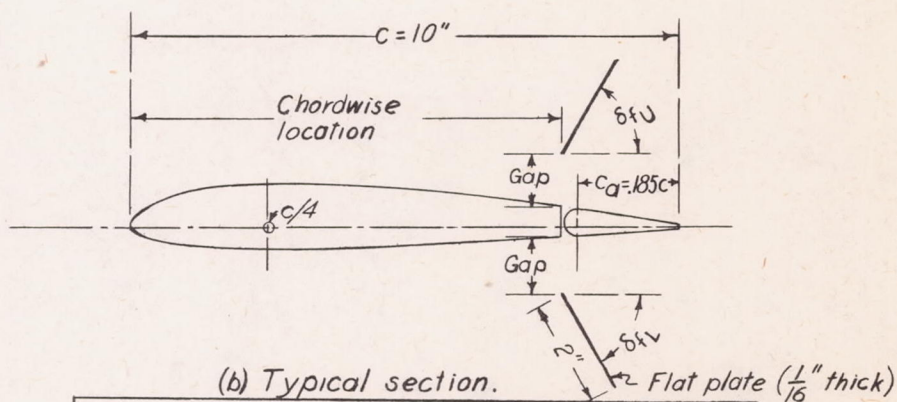 c = 10"
Chordwise
location
δfU
Gap
ca=.185c
c/4
Gap
δfL
2"
(b) Typical section.
Flat plate (1/16" thick)